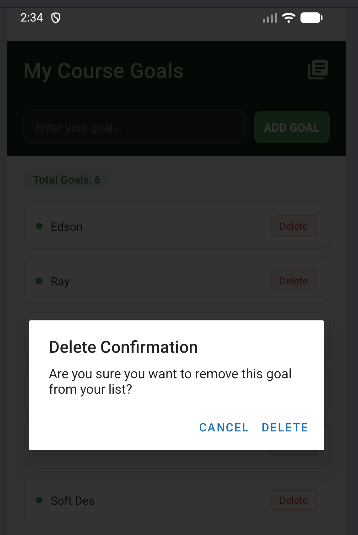 2:34
My Course Goals
Enter your goal...
ADD GOAL
Total Goals: 6
Edson
Delete
Ray
Delete
Delete Confirmation
Are you sure you want to remove this goal
from your list?
CANCEL DELETE
Soft Des
Delete